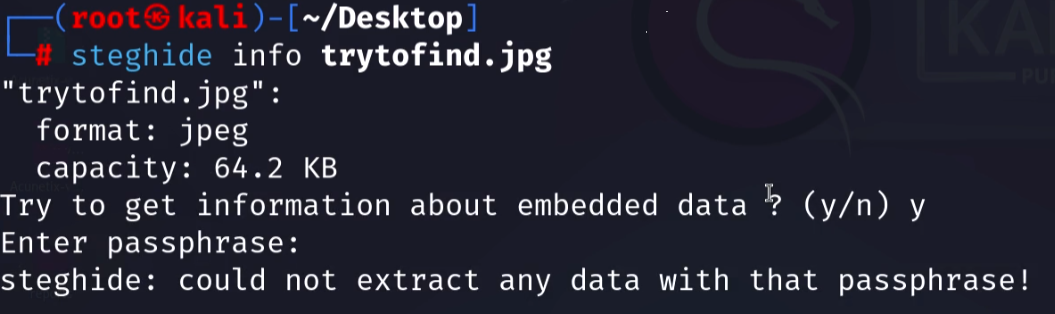 (root㉿kali)-[~/Desktop]
# steghide info trytofind.jpg
"trytofind.jpg":
  format: jpeg
  capacity: 64.2 KB
Try to get information about embedded data ? (y/n) y
Enter passphrase:
steghide: could not extract any data with that passphrase!